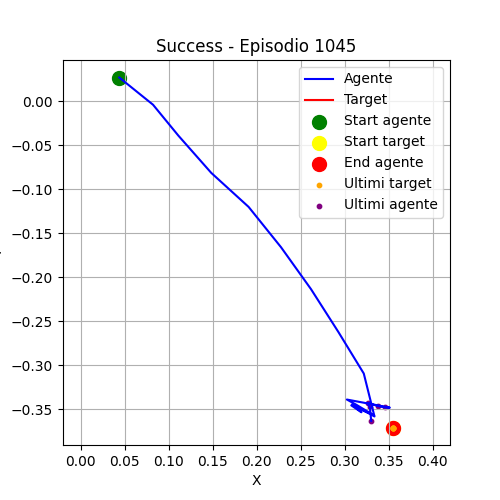 Success - Episodio 1045
Agente
Target
Start agente
Start target
End agente
Ultimi target
Ultimi agente
0.00
−0.05
−0.10
−0.15
−0.20
−0.25
−0.30
−0.35
0.00 0.05 0.10 0.15 0.20 0.25 0.30 0.35 0.40
X